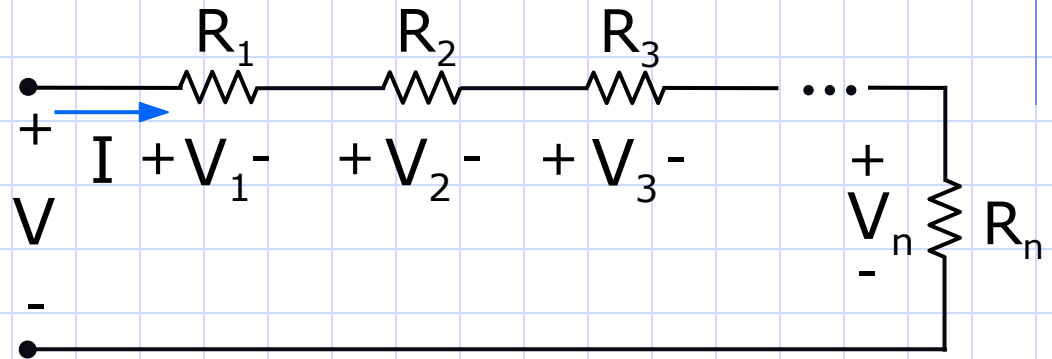 R₁ R₂ R₃
...
+
I + V₁ - + V₂ - + V₃ - +
V Vₙ Rₙ
-
-